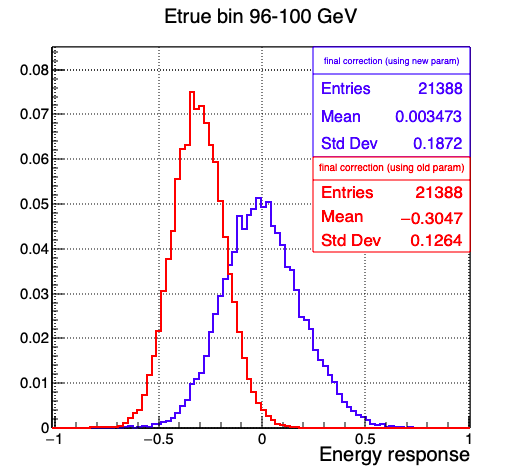 Etrue bin 96-100 GeV
final correction (using new param)
Entries 21388
Mean 0.003473
Std Dev 0.1872
final correction (using old param)
Entries 21388
Mean −0.3047
Std Dev 0.1264
0.08
0.07
0.06
0.05
0.04
0.03
0.02
0.01
0
−1 −0.5 0 0.5 1
Energy response